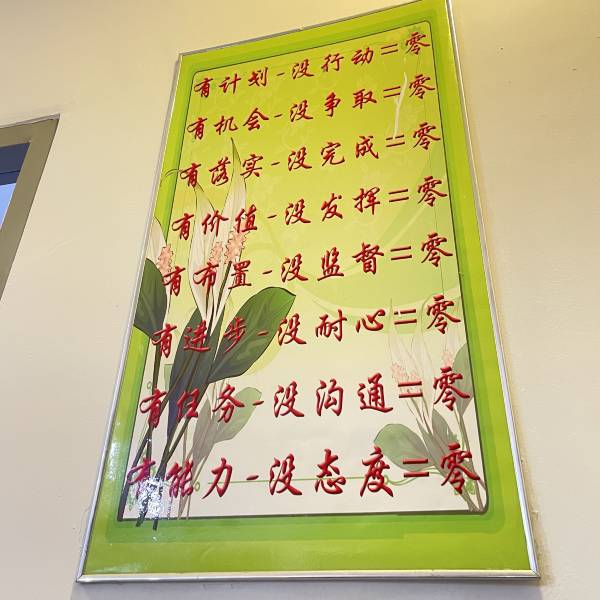 有计划-没行动=零
有机会-没争取=零
有落实-没完成=零
有价值-没发挥=零
有布置-没监督=零
有进步-没耐心=零
有任务-没沟通=零
有能力-没态度=零